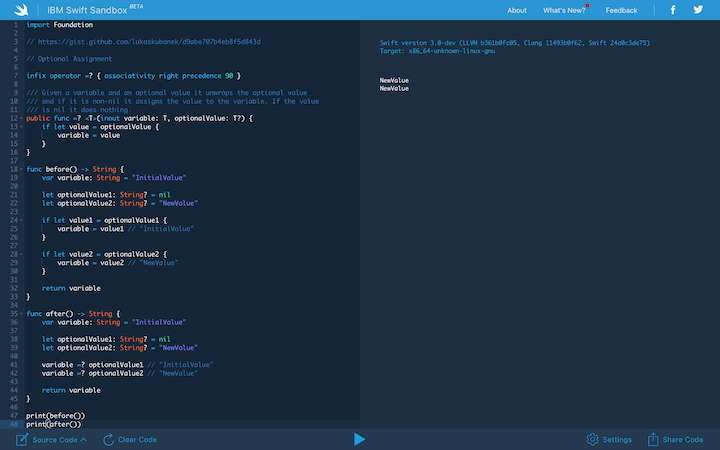 IBM Swift Sandbox BETA
About What's New? Feedback
1 import Foundation
2
3 // https://gist.github.com/lukaskubanek/d9abe707b4eb8f5d843d
4
5 // Optional Assignment
6
7 infix operator =? { associativity right precedence 90 }
8
9 /// Given a variable and an optional value it unwraps the optional value
10 /// and if it is non-nil it assigns the value to the variable. If the value
11 /// is nil it does nothing.
12 public func =? <T>(inout variable: T, optionalValue: T?) {
13 if let value = optionalValue {
14 variable = value
15 }
16 }
17
18 func before() -> String {
19 var variable: String = "InitialValue"
20
21 let optionalValue1: String? = nil
22 let optionalValue2: String? = "NewValue"
23
24 if let value1 = optionalValue1 {
25 variable = value1 // "InitialValue"
26 }
27
28 if let value2 = optionalValue2 {
29 variable = value2 // "NewValue"
30 }
31
32 return variable
33 }
34
35 func after() -> String {
36 var variable: String = "InitialValue"
37
38 let optionalValue1: String? = nil
39 let optionalValue2: String? = "NewValue"
40
41 variable =? optionalValue1 // "InitialValue"
42 variable =? optionalValue2 // "NewValue"
43
44 return variable
45 }
46
47 print(before())
48 print(after())
Swift version 3.0-dev (LLVM b361b0fc05, Clang 11493b0f62, Swift 24a0c3de75)
Target: x86_64-unknown-linux-gnu
NewValue
NewValue
Source Code Clear Code Settings Share Code